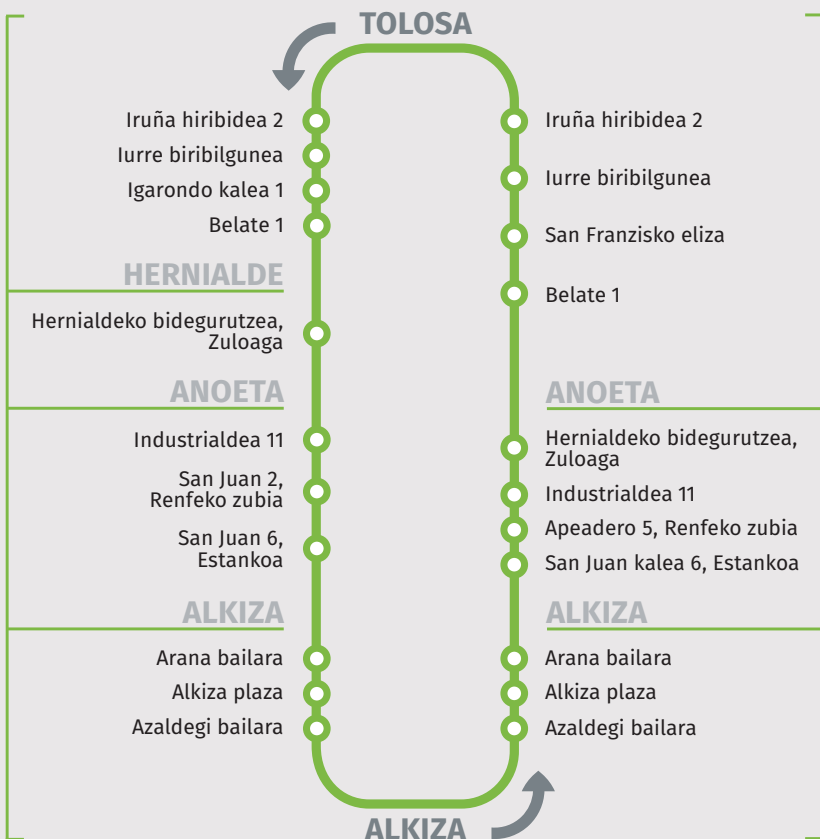 TOLOSA
Iruña hiribidea 2
Iurre biribilgunea
Igarondo kalea 1
Belate 1
HERNIALDE
Hernialdeko bidegurutzea,
Zuloaga
ANOETA
Industrialdea 11
San Juan 2,
Renfeko zubia
San Juan 6,
Estankoa
ALKIZA
Arana bailara
Alkiza plaza
Azaldegi bailara
Iruña hiribidea 2
Iurre biribilgunea
San Franzisko eliza
Belate 1
ANOETA
Hernialdeko bidegurutzea,
Zuloaga
Industrialdea 11
Apeadero 5, Renfeko zubia
San Juan kalea 6, Estankoa
ALKIZA
Arana bailara
Alkiza plaza
Azaldegi bailara
ALKIZA